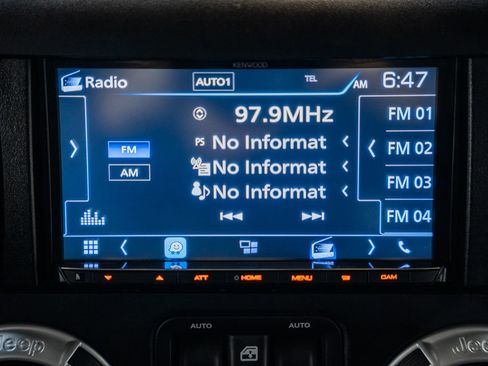 KENWOOD
Radio AUTO1 TEL AM 6:47
97.9MHz FM 01
PS No Informat
FM FM 02
No Informat
AM FM 03
No Informat
FM 04
ATT HOME MENU CAM
AUTO AUTO
Jeep Jeep